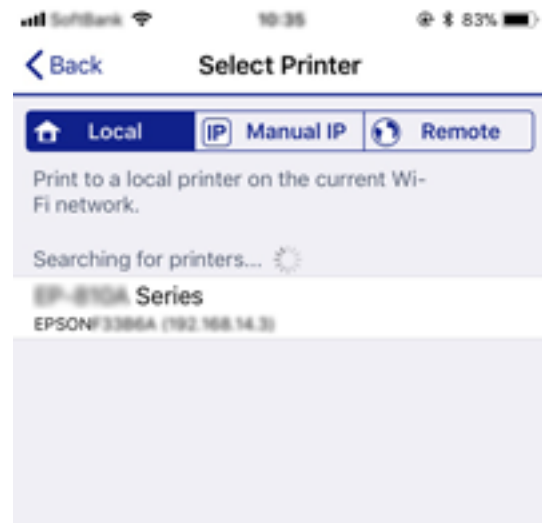 SoftBank 10:35 83%
Back Select Printer
Local IP Manual IP Remote
Print to a local printer on the current Wi-
Fi network.
Searching for printers...
Series
EPSON